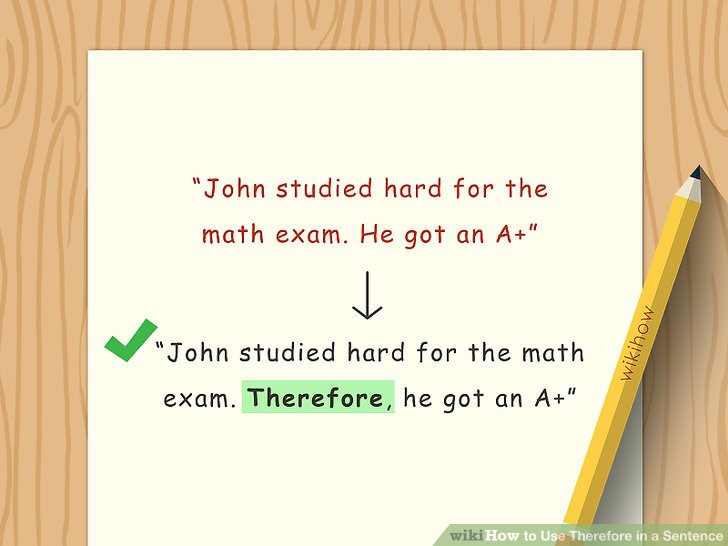 “John studied hard for the
math exam. He got an A+”
“John studied hard for the math
exam. Therefore, he got an A+”
wikihow
wikiHow to Use Therefore in a Sentence